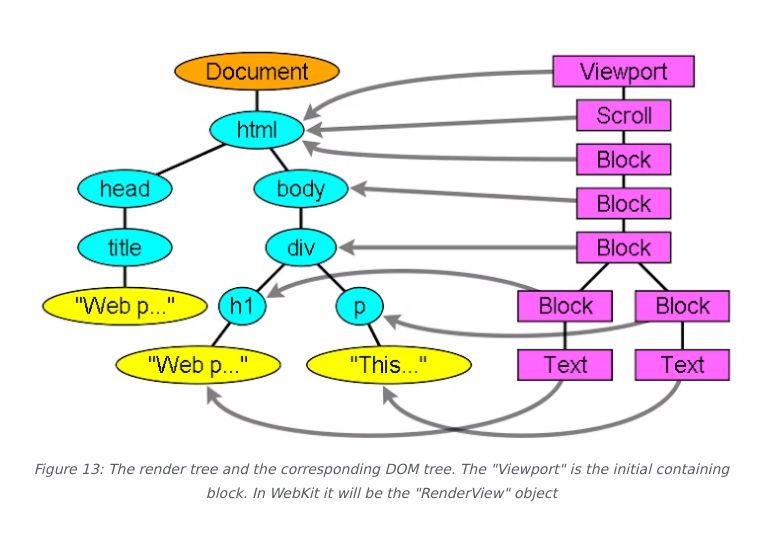 Document
Viewport
Scroll
html
Block
head
body
Block
title
div
Block
"Web p..."
h1
p
Block
Block
"Web p..."
"This..."
Text
Text
Figure 13: The render tree and the corresponding DOM tree. The "Viewport" is the initial containing
block. In WebKit it will be the "RenderView" object